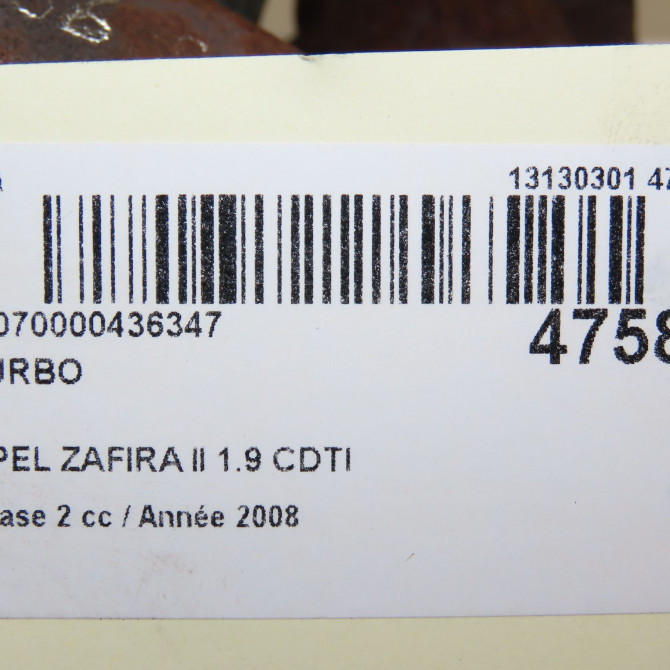 13130301 47
070000436347
4758
URBO
PEL ZAFIRA II 1.9 CDTI
ase 2 cc / Année 2008